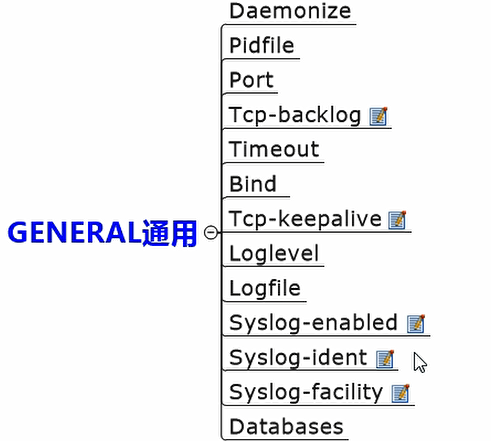 Daemonize
Pidfile
Port
Tcp-backlog
Timeout
Bind
Tcp-keepalive
GENERAL通用
Loglevel
Logfile
Syslog-enabled
Syslog-ident
Syslog-facility
Databases